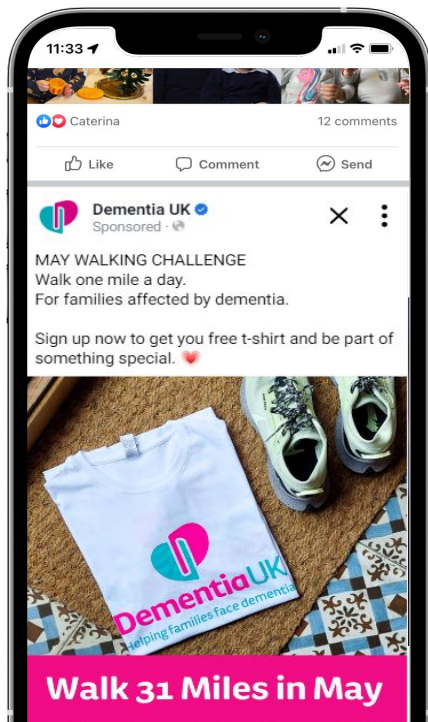 11:33
Caterina
12 comments
Like
Comment
Send
Dementia UK
Sponsored ·
MAY WALKING CHALLENGE
Walk one mile a day.
For families affected by dementia.
Sign up now to get you free t-shirt and be part of
something special.
DementiaUK
Helping families face dementia
Walk 31 Miles in May